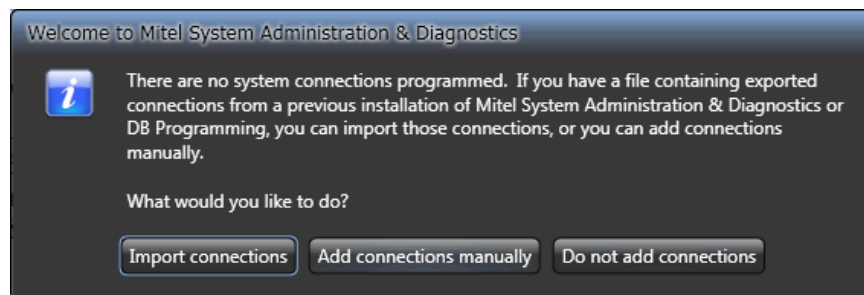 Welcome to Mitel System Administration & Diagnostics
There are no system connections programmed. If you have a file containing exported
connections from a previous installation of Mitel System Administration & Diagnostics or
DB Programming, you can import those connections, or you can add connections
manually.
What would you like to do?
Import connections Add connections manually Do not add connections